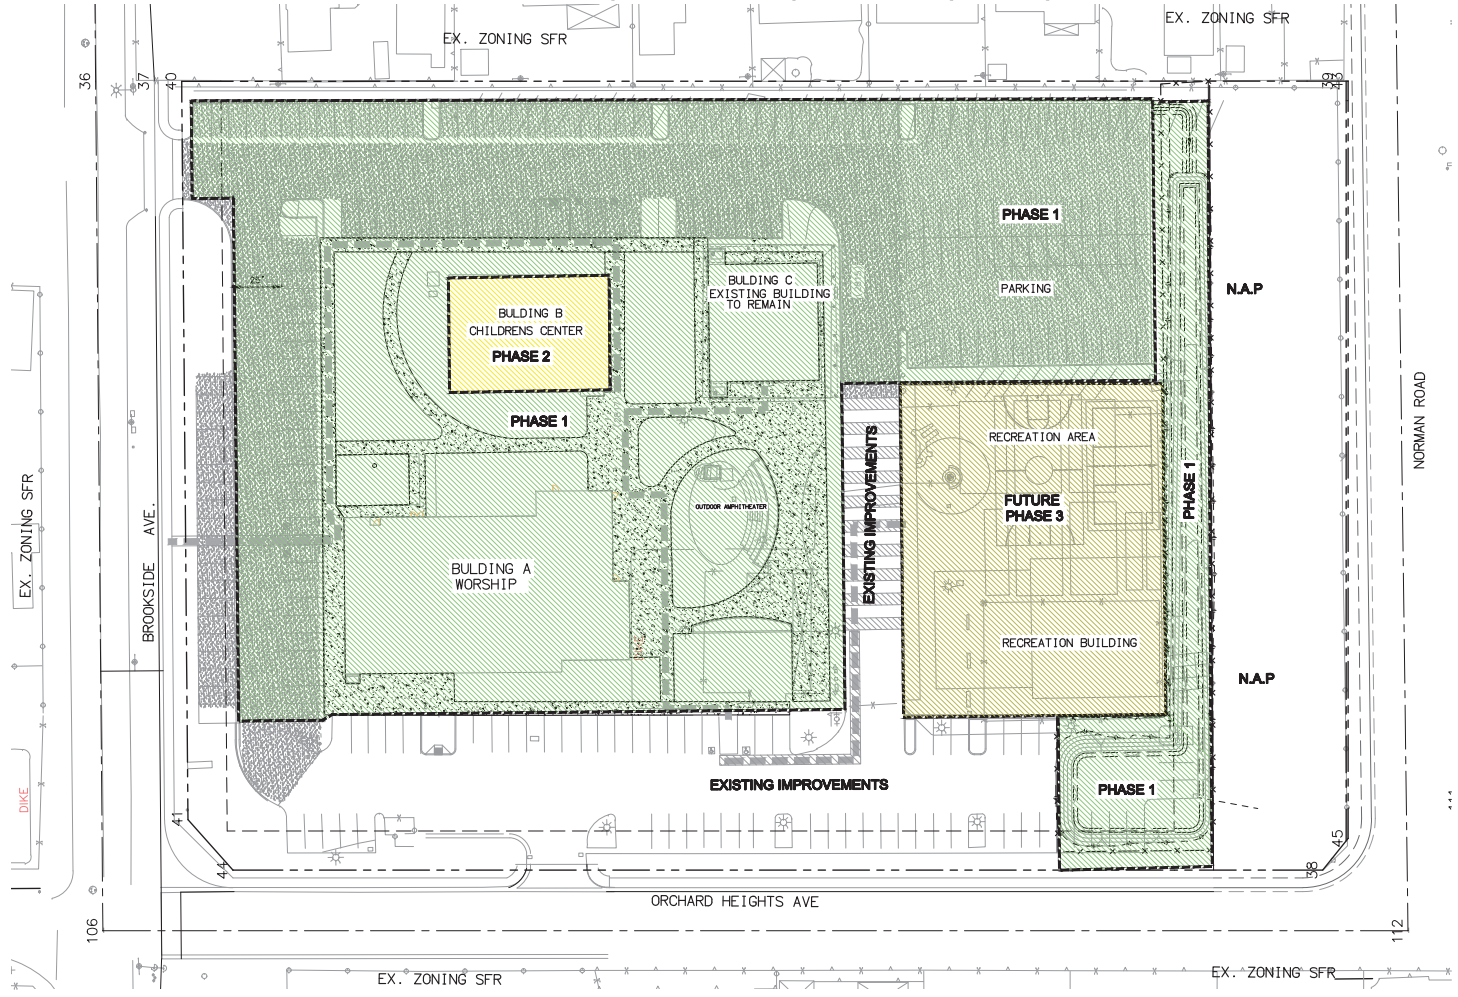 EX. ZONING SFR
EX. ZONING SFR
36
37
40
39
43
PHASE 1
25'
BULDING C
EXISTING BUILDING
TO REMAIN
PARKING
N.A.P
BULDING B
CHILDRENS CENTER
PHASE 2
PHASE 1
NORMAN ROAD
RECREATION AREA
FUTURE
PHASE 3
PHASE 1
EXISTING IMPROVEMENTS
OUTDOOR AMPHITHEATER
EX. ZONING SFR
BROOKSIDE AVE.
BULDING A
WORSHIP
RECREATION BUILDING
N.A.P
DIKE
EXISTING IMPROVEMENTS
PHASE 1
41
44
45
38
ORCHARD HEIGHTS AVE
106
112
EX. ZONING SFR
EX. ZONING SFR